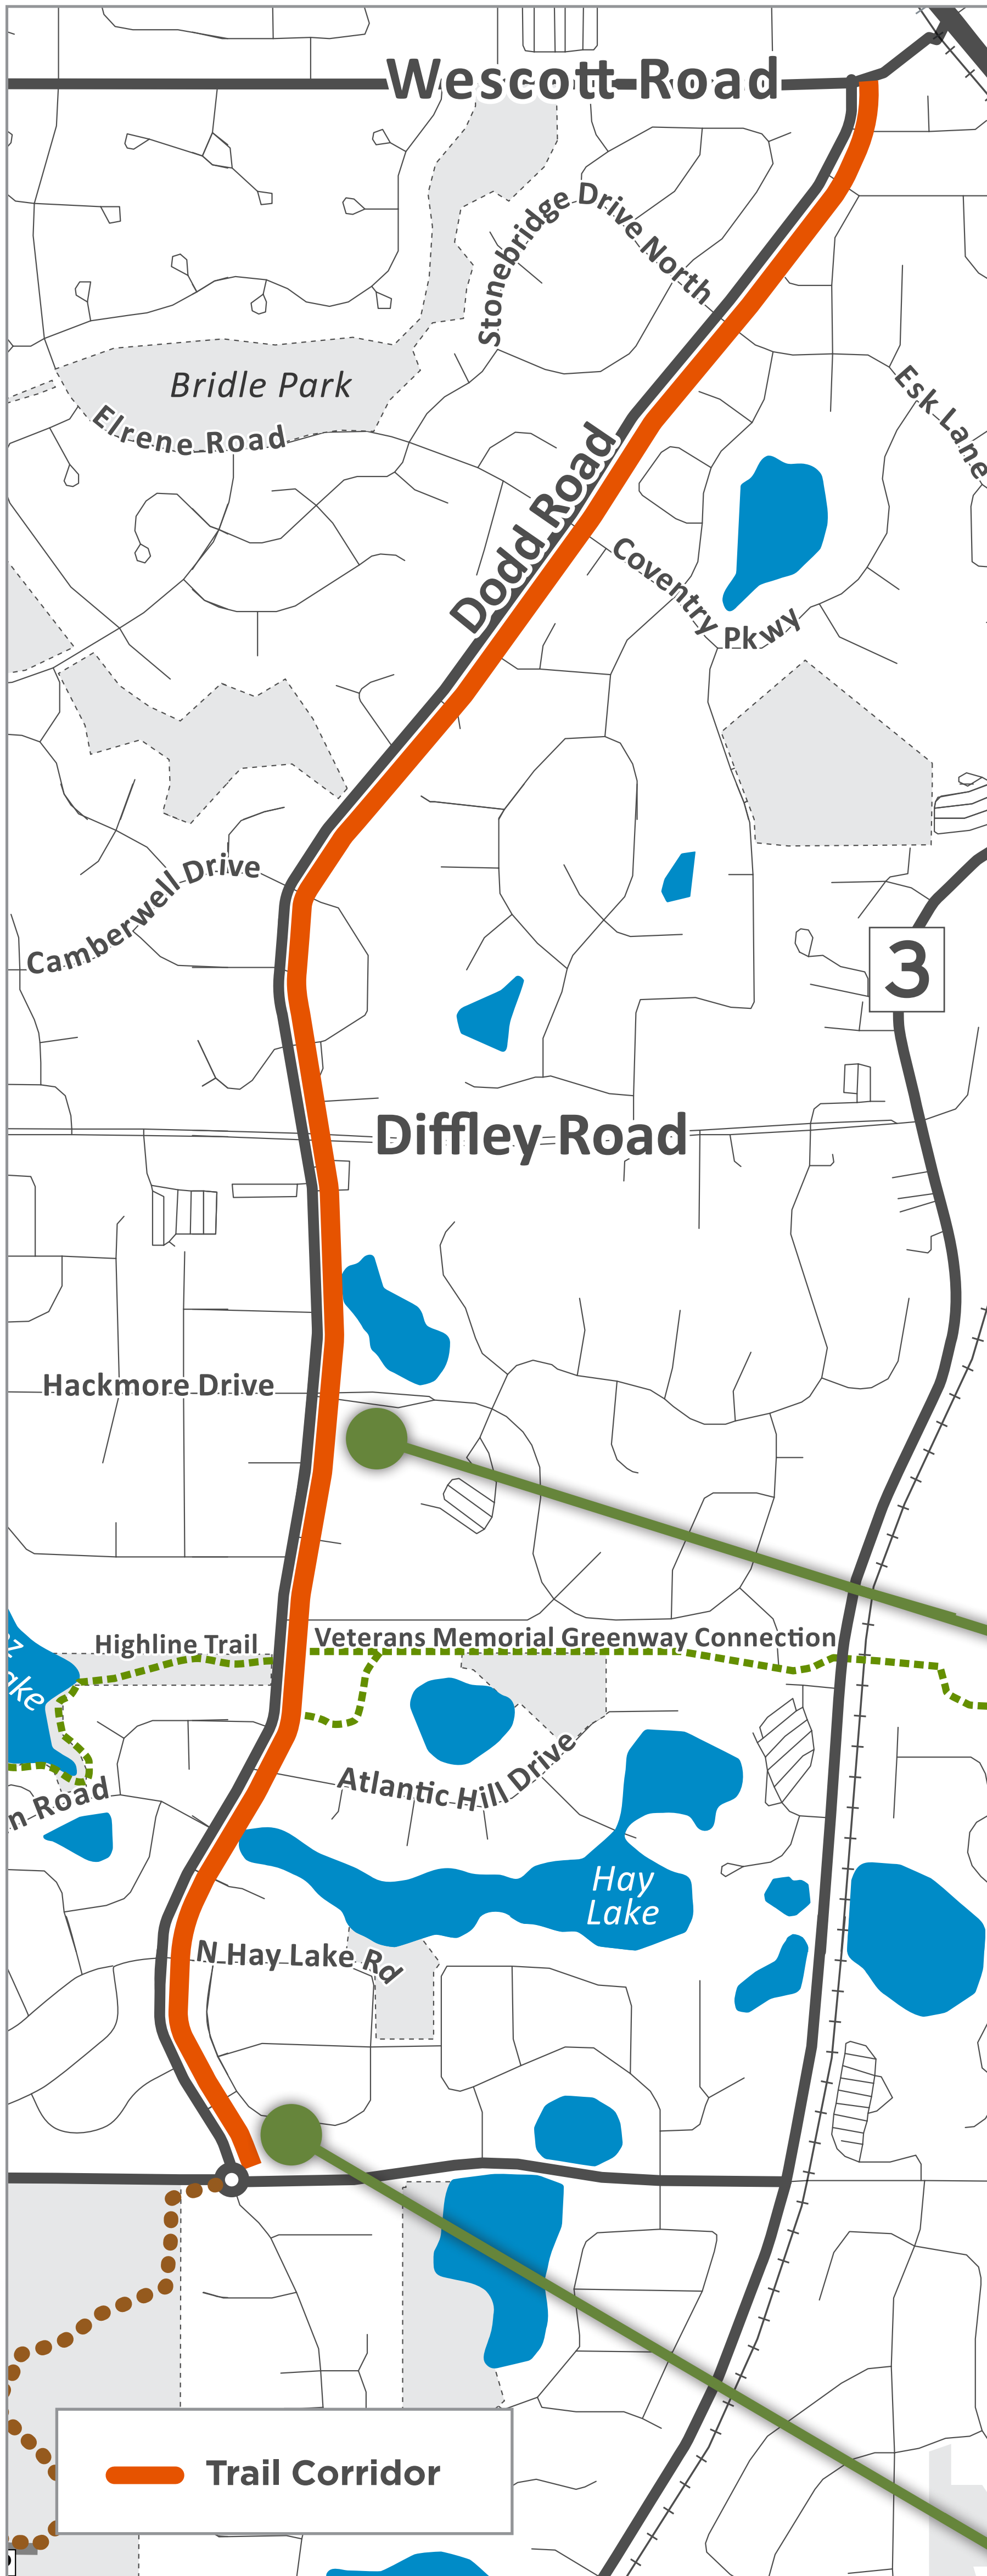 Wescott Road
Stonebridge Drive North
Bridle Park
Elrene Road
Esk Lane
Dodd Road
Coventry Pkwy
Camberwell Drive
3
Diffley Road
Hackmore Drive
Highline Trail
Veterans Memorial Greenway Connection
Atlantic Hill Drive
Hay
Lake
N Hay Lake Rd
Road
Trail Corridor